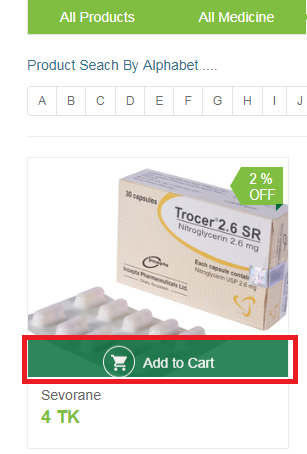 All Products All Medicine
Product Seach By Alphabet ....
A B C D E F G H I J
2 %
OFF
30 capsules
Trocer 2.6 SR
Nitroglycerin 2.6 mg
Each capsule contains
Nitroglycerin USP 2.6 mg
Incepta
Incepta Pharmaceuticals Ltd.
Add to Cart
Sevorane
4 TK